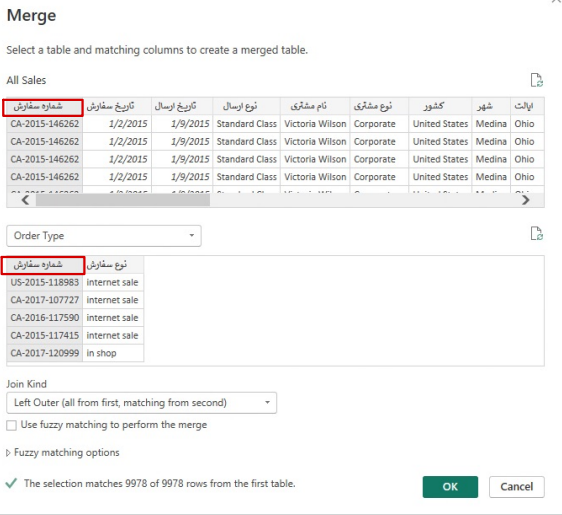 Merge
Select a table and matching columns to create a merged table.
All Sales
شماره سفارش تاریخ سفارش تاریخ ارسال نوع ارسال نام مشتری نوع مشتری کشور شهر ایالت
CA-2015-146262 1/2/2015 1/9/2015 Standard Class Victoria Wilson Corporate United States Medina Ohio
CA-2015-146262 1/2/2015 1/9/2015 Standard Class Victoria Wilson Corporate United States Medina Ohio
CA-2015-146262 1/2/2015 1/9/2015 Standard Class Victoria Wilson Corporate United States Medina Ohio
CA-2015-146262 1/2/2015 1/9/2015 Standard Class Victoria Wilson Corporate United States Medina Ohio
Order Type
شماره سفارش نوع سفارش
US-2015-118983 internet sale
CA-2017-107727 internet sale
CA-2016-117590 internet sale
CA-2015-117415 internet sale
CA-2017-120999 in shop
Join Kind
Left Outer (all from first, matching from second)
Use fuzzy matching to perform the merge
Fuzzy matching options
The selection matches 9978 of 9978 rows from the first table.
OK Cancel